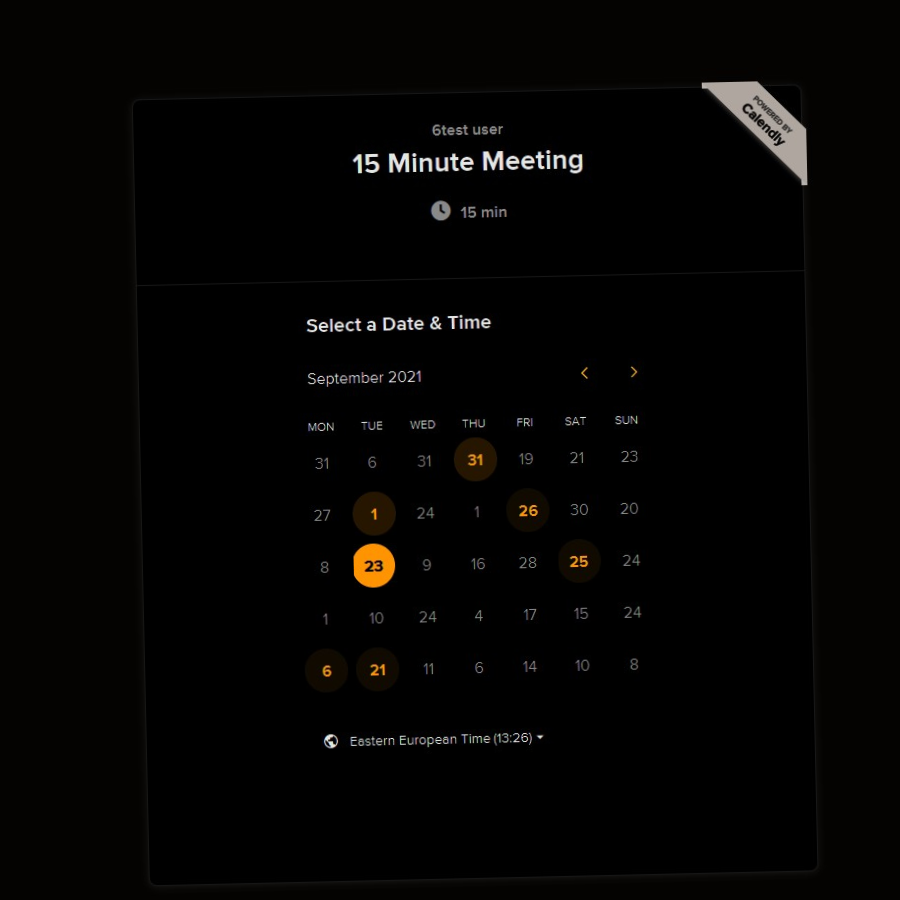 POWERED BY
Calendly
6test user
15 Minute Meeting
15 min
Select a Date & Time
September 2021
MON TUE WED THU FRI SAT SUN
31 6 31 31 19 21 23
27 1 24 1 26 30 20
8 23 9 16 28 25 24
1 10 24 4 17 15 24
6 21 11 6 14 10 8
Eastern European Time (13:26)